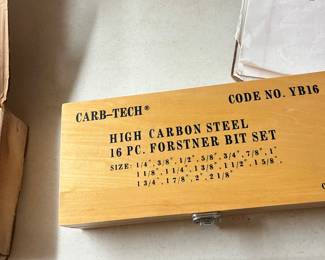 CARB-TECH®
CODE NO. YB16
HIGH CARBON STEEL
16 PC. FORSTNER BIT SET
SIZE: 1/4", 3/8", 1/2", 5/8", 3/4", 7/8", 1"
1 1/8", 1 1/4", 1 3/8", 1 1/2", 1 5/8",
1 3/4", 1 7/8", 2", 2 1/8"